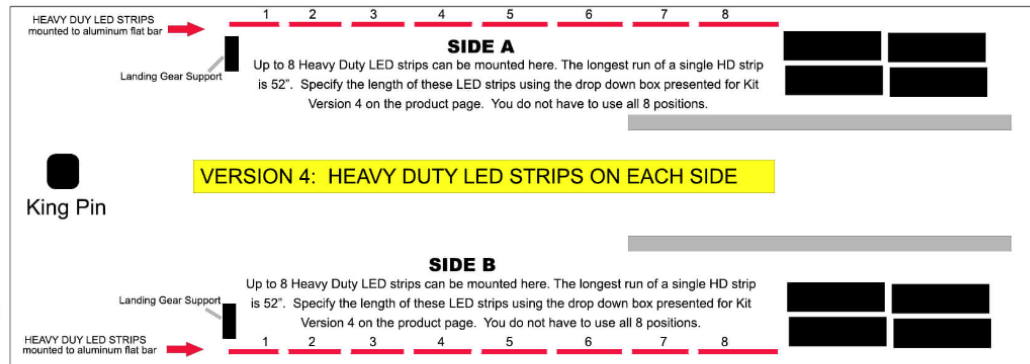 1 2 3 4 5 6 7 8
HEAVY DUY LED STRIPS
mounted to aluminum flat bar
SIDE A
Up to 8 Heavy Duty LED strips can be mounted here. The longest run of a single HD strip
is 52". Specify the length of these LED strips using the drop down box presented for Kit
Version 4 on the product page. You do not have to use all 8 positions.
Landing Gear Support
VERSION 4: HEAVY DUTY LED STRIPS ON EACH SIDE
King Pin
SIDE B
Up to 8 Heavy Duty LED strips can be mounted here. The longest run of a single HD strip
is 52". Specify the length of these LED strips using the drop down box presented for Kit
Version 4 on the product page. You do not have to use all 8 positions.
Landing Gear Support
HEAVY DUY LED STRIPS
mounted to aluminum flat bar
1 2 3 4 5 6 7 8